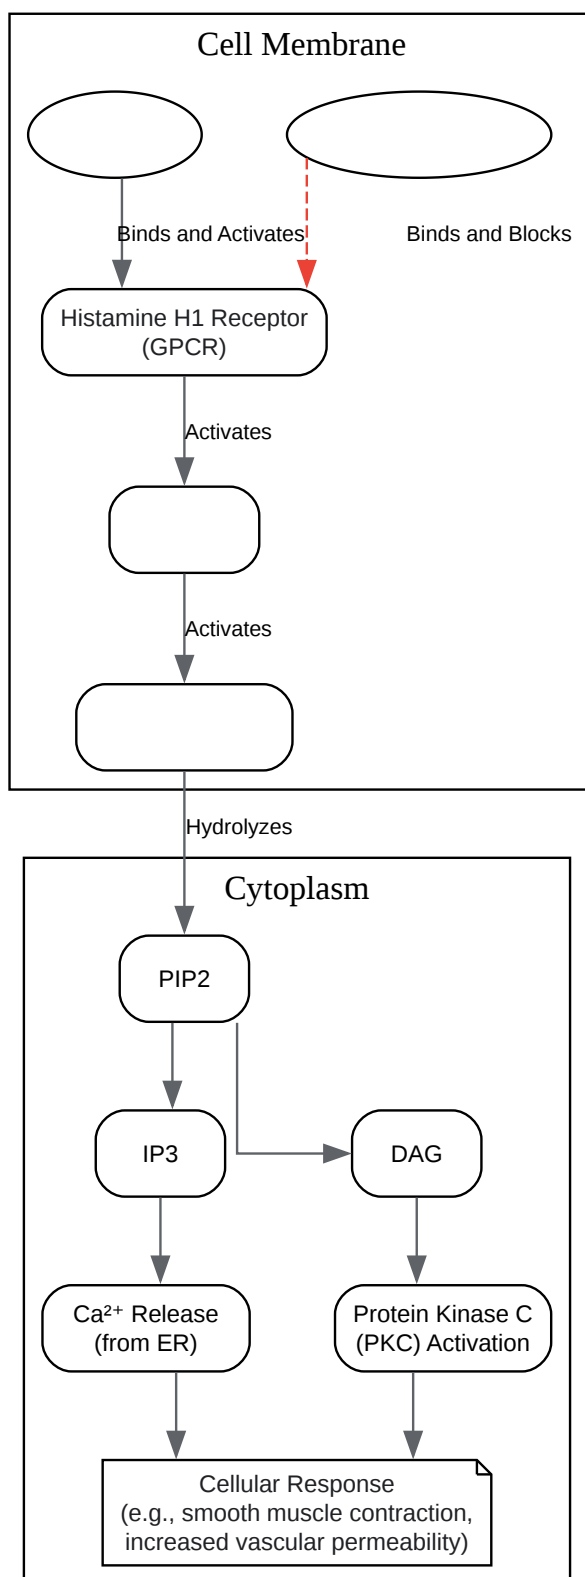 Cell Membrane
Binds and Activates
Binds and Blocks
Histamine H1 Receptor
(GPCR)
Activates
Activates
Hydrolyzes
Cytoplasm
PIP2
IP3
DAG
Ca²⁺ Release
(from ER)
Protein Kinase C
(PKC) Activation
Cellular Response
(e.g., smooth muscle contraction,
increased vascular permeability)